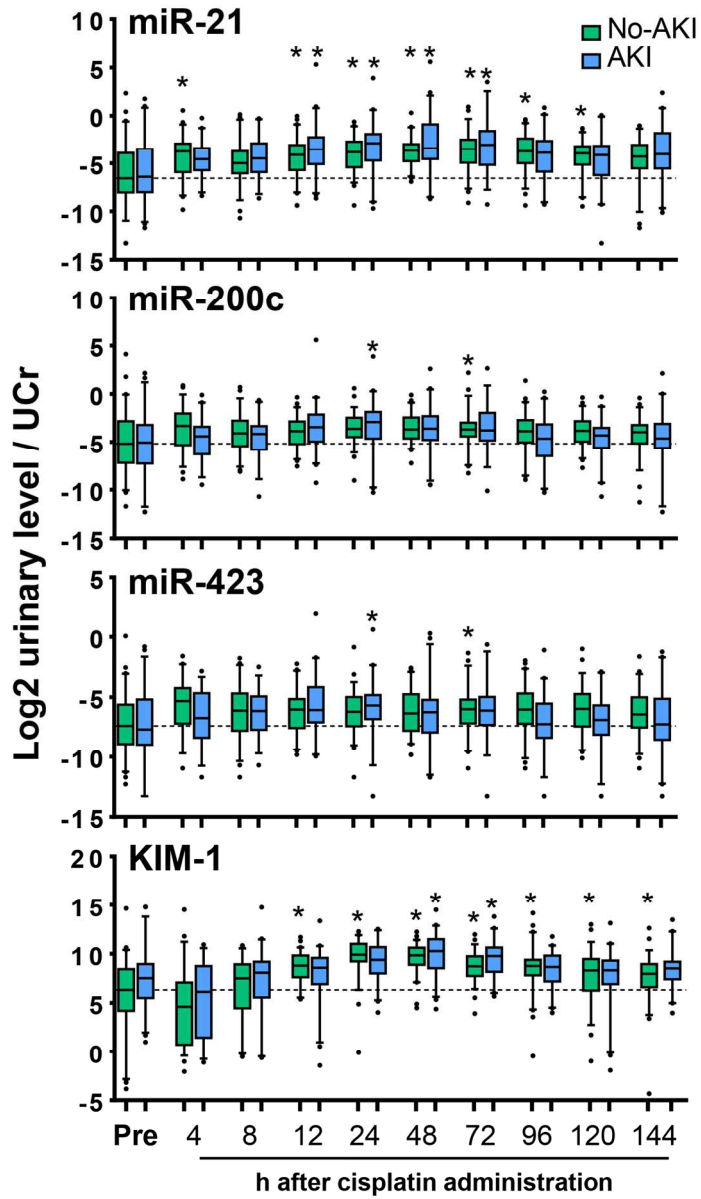 miR-21
No-AKI
AKI
10
5
0
-5
-10
-15
* * * * * * * * * * *
miR-200c
10
5
0
-5
-10
-15
* *
miR-423
5
0
-5
-10
-15
* *
KIM-1
20
15
10
5
0
-5
* * * * * * * * *
Log2 urinary level / UCr
Pre 4 8 12 24 48 72 96 120 144
h after cisplatin administration